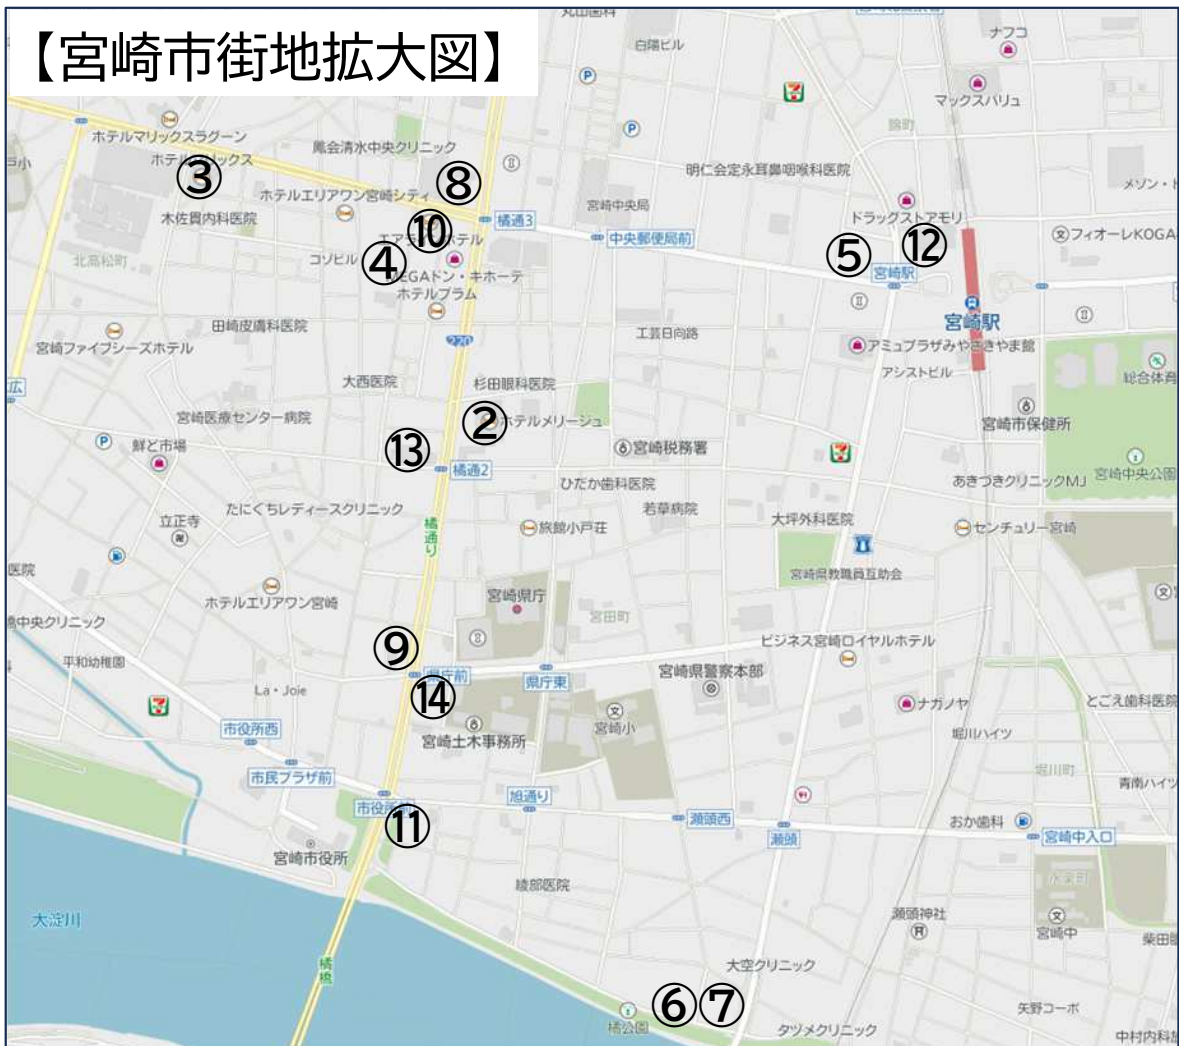 【宮崎市街地拡大図】
白陽ビル
ナフコ
マックスバリュ
錦町
ホテルマリックスラグーン
鳳会清水中央クリニック
明仁会定永耳鼻咽喉科医院
③
⑧
ホテルエリアワン宮崎シティ
宮崎中央局
木佐貫内科医院
橘通3
ドラッグストアモリ
⑩
⑫
中央郵便局前
フィオーレKOGA
北高松町
コソビル
④
⑤
宮崎駅
MEGAドン・キホーテ
ホテルプラム
宮崎駅
田崎皮膚科医院
220
工芸日向路
宮崎ファイブシーズホテル
アミュプラザみやざきやま館
アシストビル
総合体育
大西医院
杉田眼科医院
宮崎医療センター病院
②
ホテルメリージュ
宮崎市保健所
鮮ど市場
⑬
橘通2
宮崎税務署
宮崎中央公園
ひだか歯科医院
あきづきクリニックMJ
たにぐちレディースクリニック
若草病院
立正寺
橘通り
旅館小戸荘
大坪外科医院
センチュリー宮崎
宮崎県教職員互助会
医院
宮崎県庁
ホテルエリアワン宮崎
宮田町
橋中央クリニック
⑨
ビジネス宮崎ロイヤルホテル
平和幼稚園
県庁前
県庁東
宮崎県警察本部
La・Joie
⑭
ナガノヤ
とごえ歯科医院
市役所西
宮崎土木事務所
宮崎小
堀川ハイツ
堀川町
市民プラザ前
青南ハイツ
旭通り
瀬頭西
瀬頭
おか歯科
宮崎中入口
⑪
宮崎市役所
綾部医院
永楽町
大淀川
瀬頭神社
宮崎中
橘橋
大空クリニック
⑥⑦
橘公園
タヅメクリニック
矢野コーポ